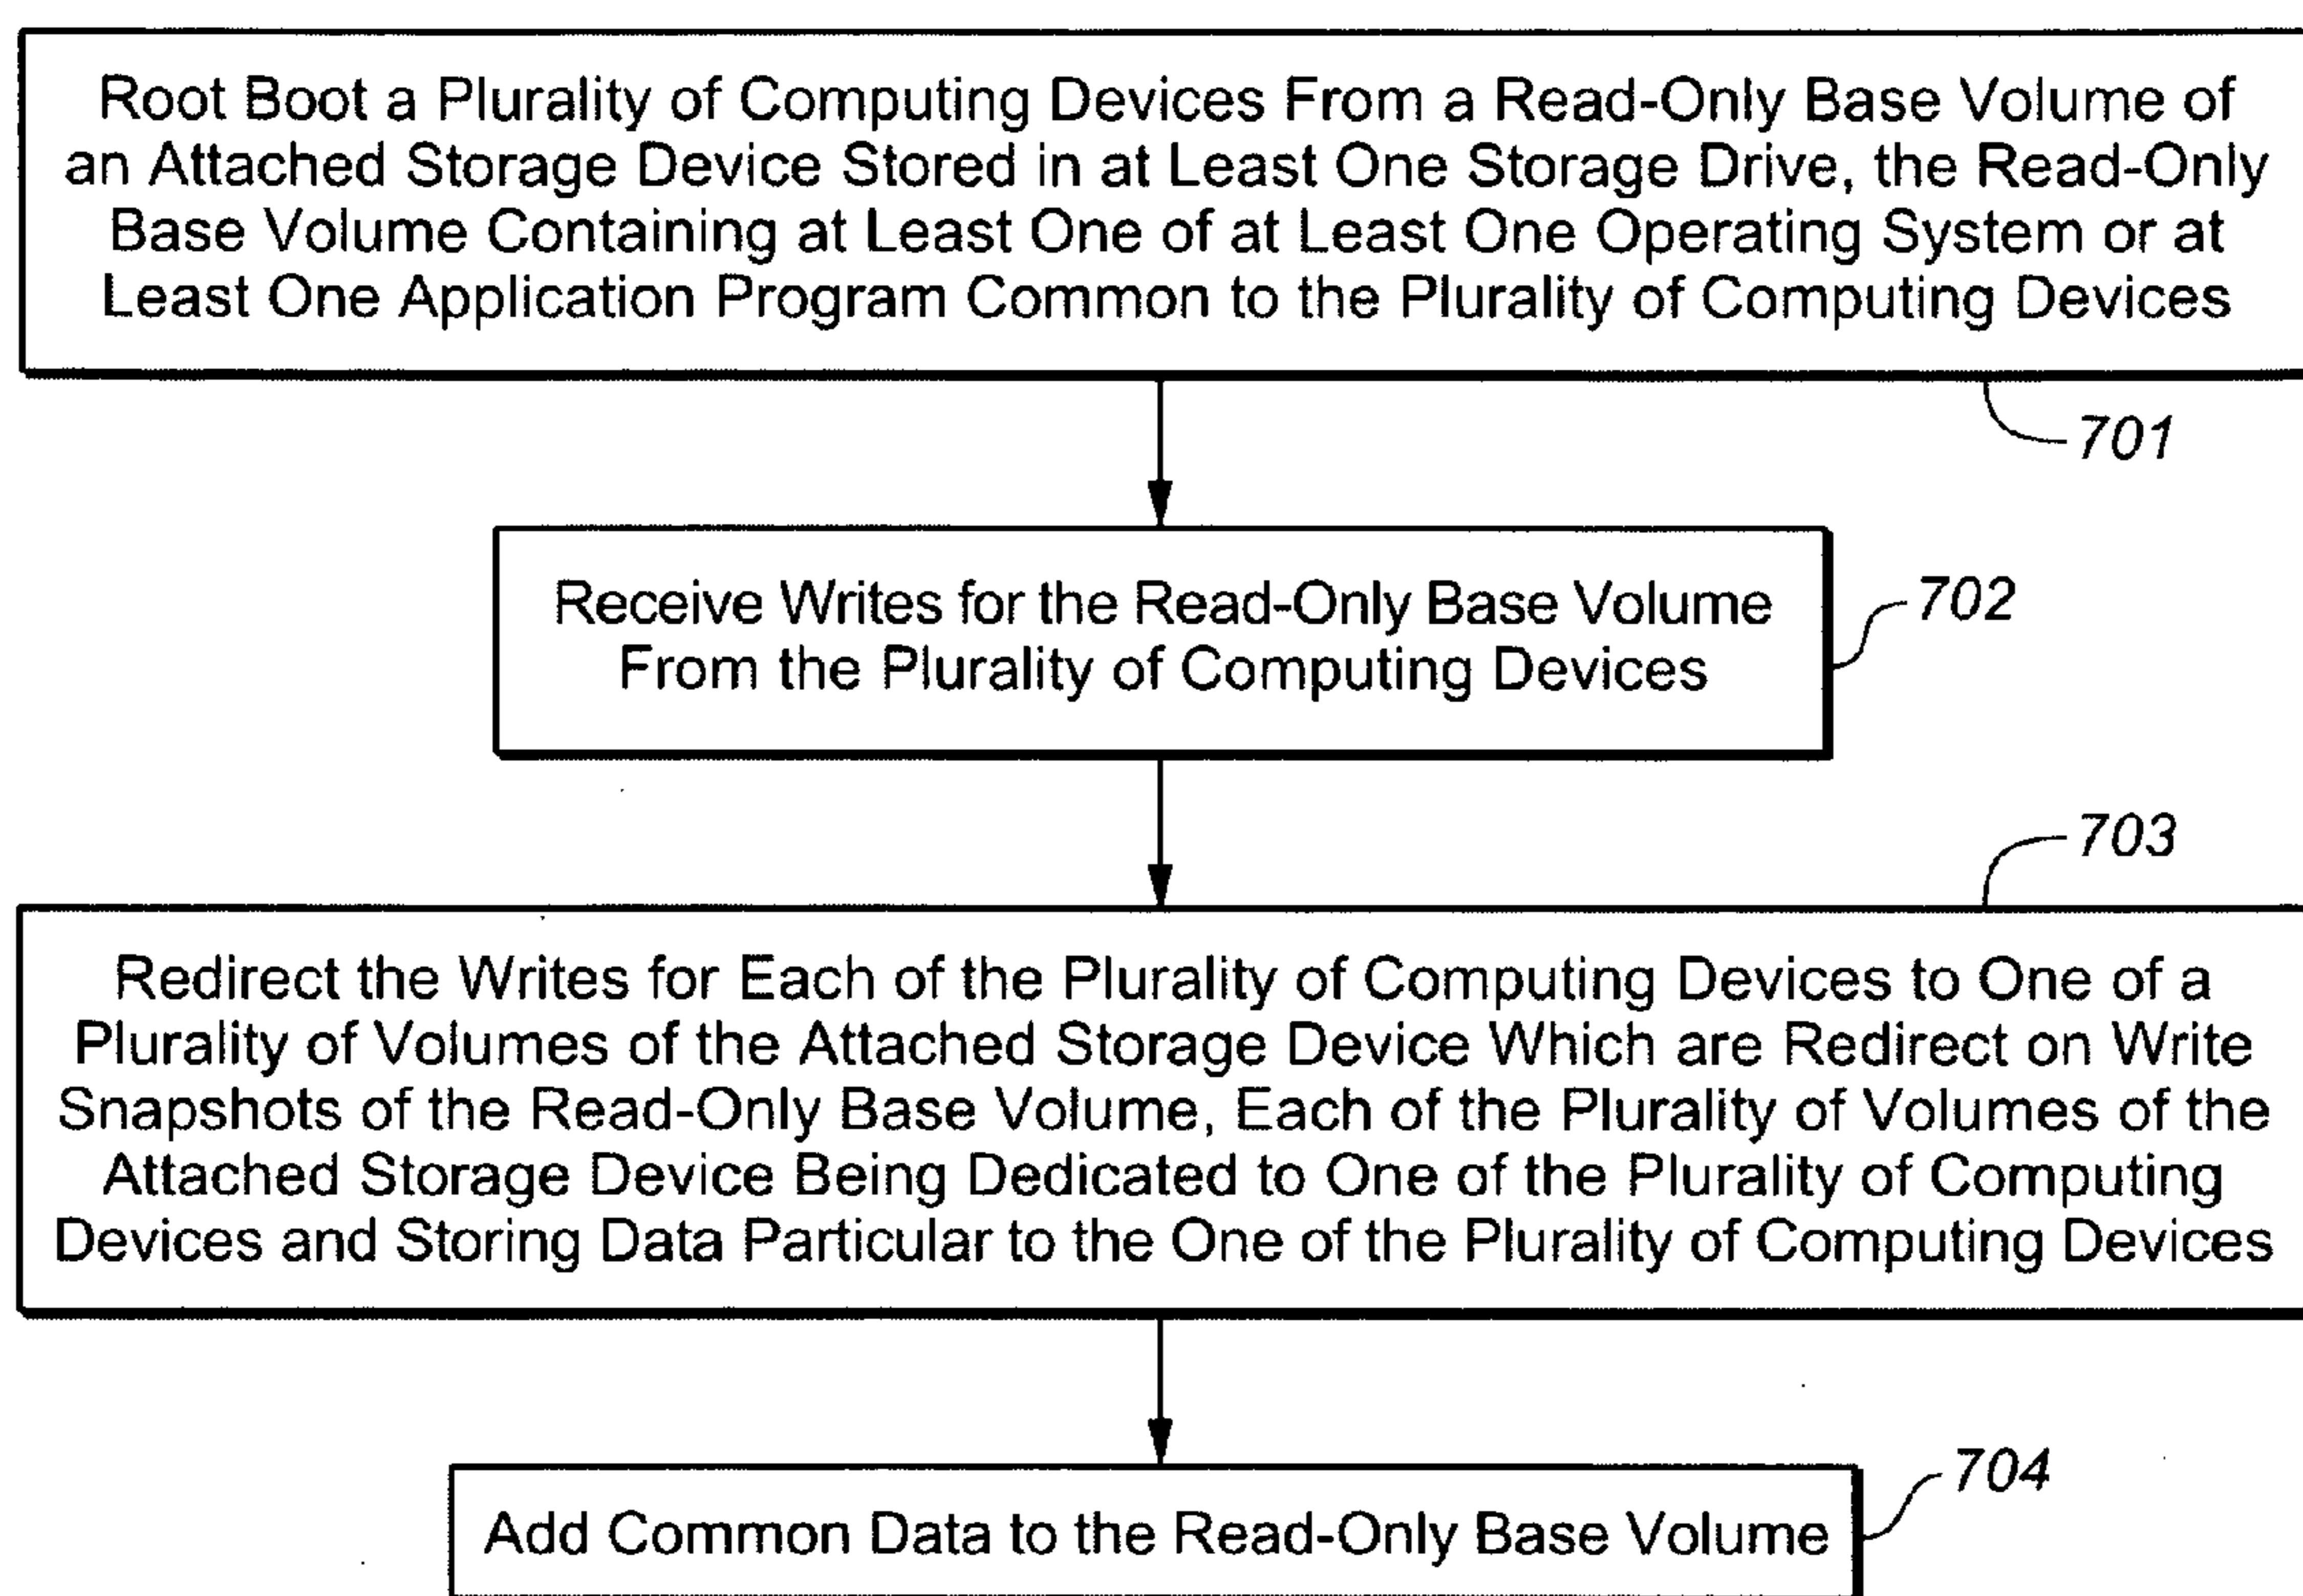 Root Boot a Plurality of Computing Devices From a Read-Only Base Volume of
an Attached Storage Device Stored in at Least One Storage Drive, the Read-Only
Base Volume Containing at Least One of at Least One Operating System or at
Least One Application Program Common to the Plurality of Computing Devices
701
Receive Writes for the Read-Only Base Volume
From the Plurality of Computing Devices
702
703
Redirect the Writes for Each of the Plurality of Computing Devices to One of a
Plurality of Volumes of the Attached Storage Device Which are Redirect on Write
Snapshots of the Read-Only Base Volume, Each of the Plurality of Volumes of the
Attached Storage Device Being Dedicated to One of the Plurality of Computing
Devices and Storing Data Particular to the One of the Plurality of Computing Devices
704
Add Common Data to the Read-Only Base Volume